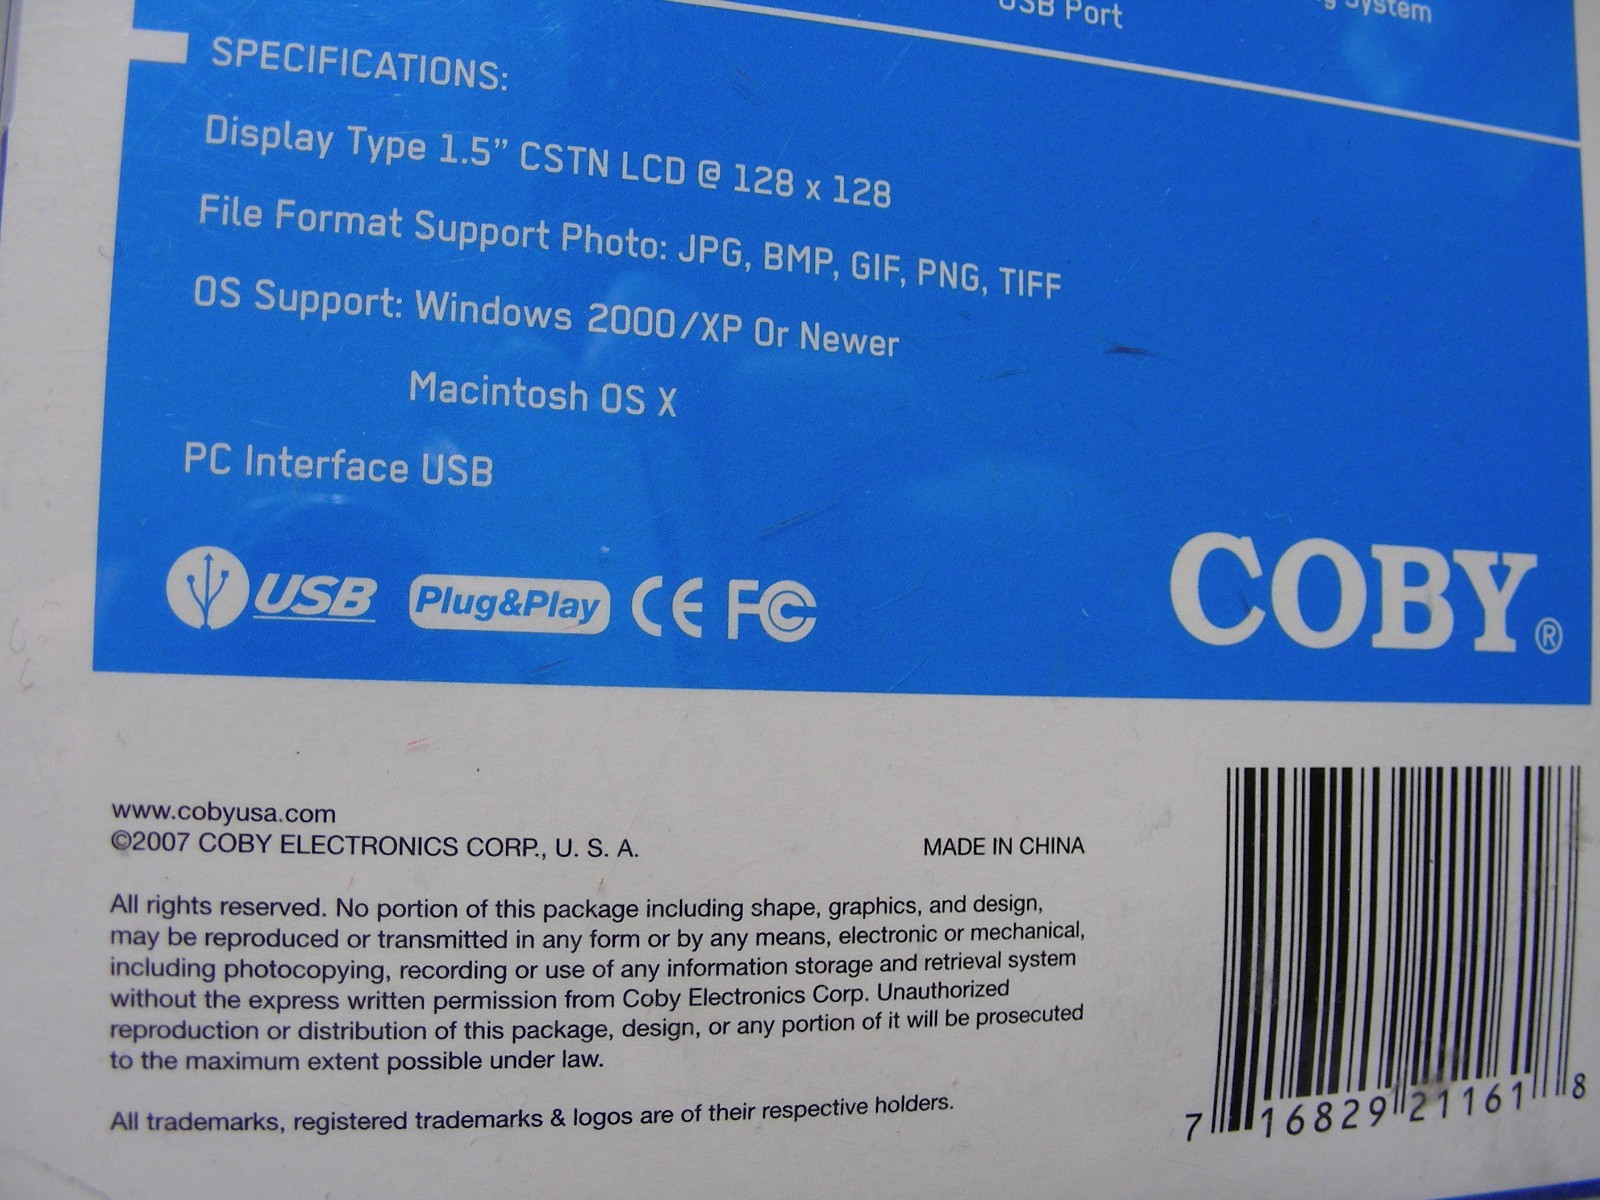 USB Port
System
SPECIFICATIONS:
Display Type 1.5” CSTN LCD @ 128 x 128
File Format Support Photo: JPG, BMP, GIF, PNG, TIFF
OS Support: Windows 2000/XP Or Newer
Macintosh OS X
PC Interface USB
USB Plug&Play CE FC
COBY®
www.cobyusa.com
©2007 COBY ELECTRONICS CORP., U. S. A.
MADE IN CHINA
All rights reserved. No portion of this package including shape, graphics, and design,
may be reproduced or transmitted in any form or by any means, electronic or mechanical,
including photocopying, recording or use of any information storage and retrieval system
without the express written permission from Coby Electronics Corp. Unauthorized
reproduction or distribution of this package, design, or any portion of it will be prosecuted
to the maximum extent possible under law.
All trademarks, registered trademarks & logos are of their respective holders.
7 16829 21161 8